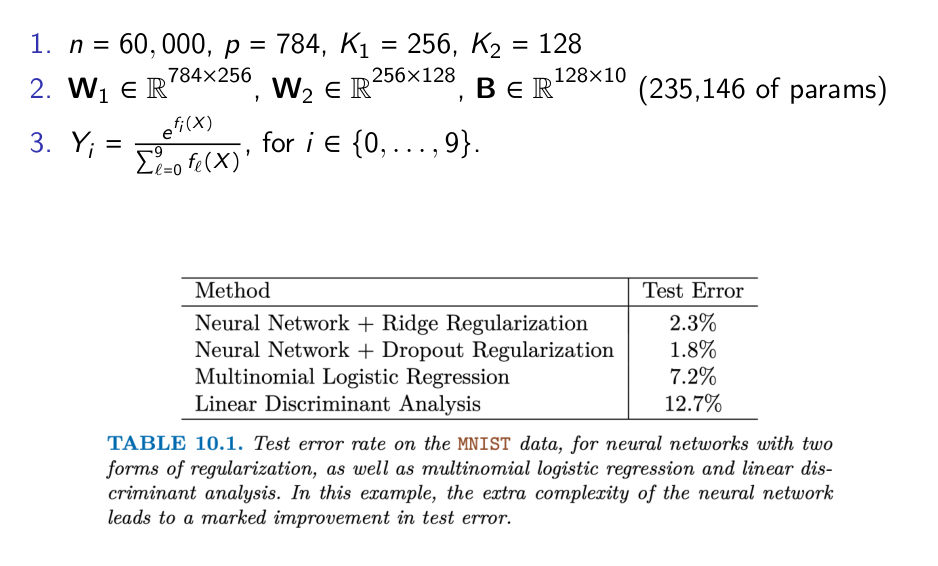 1. n = 60,000, p = 784, K₁ = 256, K₂ = 128
2. W₁ ∈ ℝ^{784×256}, W₂ ∈ ℝ^{256×128}, B ∈ ℝ^{128×10} (235,146 of params)
3. Y_i = \frac{e^{f_i(X)}}{\sum_{ℓ=0}^{9} f_ℓ(X)}, for i ∈ {0, . . . , 9}.
Method Test Error
Neural Network + Ridge Regularization 2.3%
Neural Network + Dropout Regularization 1.8%
Multinomial Logistic Regression 7.2%
Linear Discriminant Analysis 12.7%
TABLE 10.1. Test error rate on the MNIST data, for neural networks with two
forms of regularization, as well as multinomial logistic regression and linear dis-
criminant analysis. In this example, the extra complexity of the neural network
leads to a marked improvement in test error.